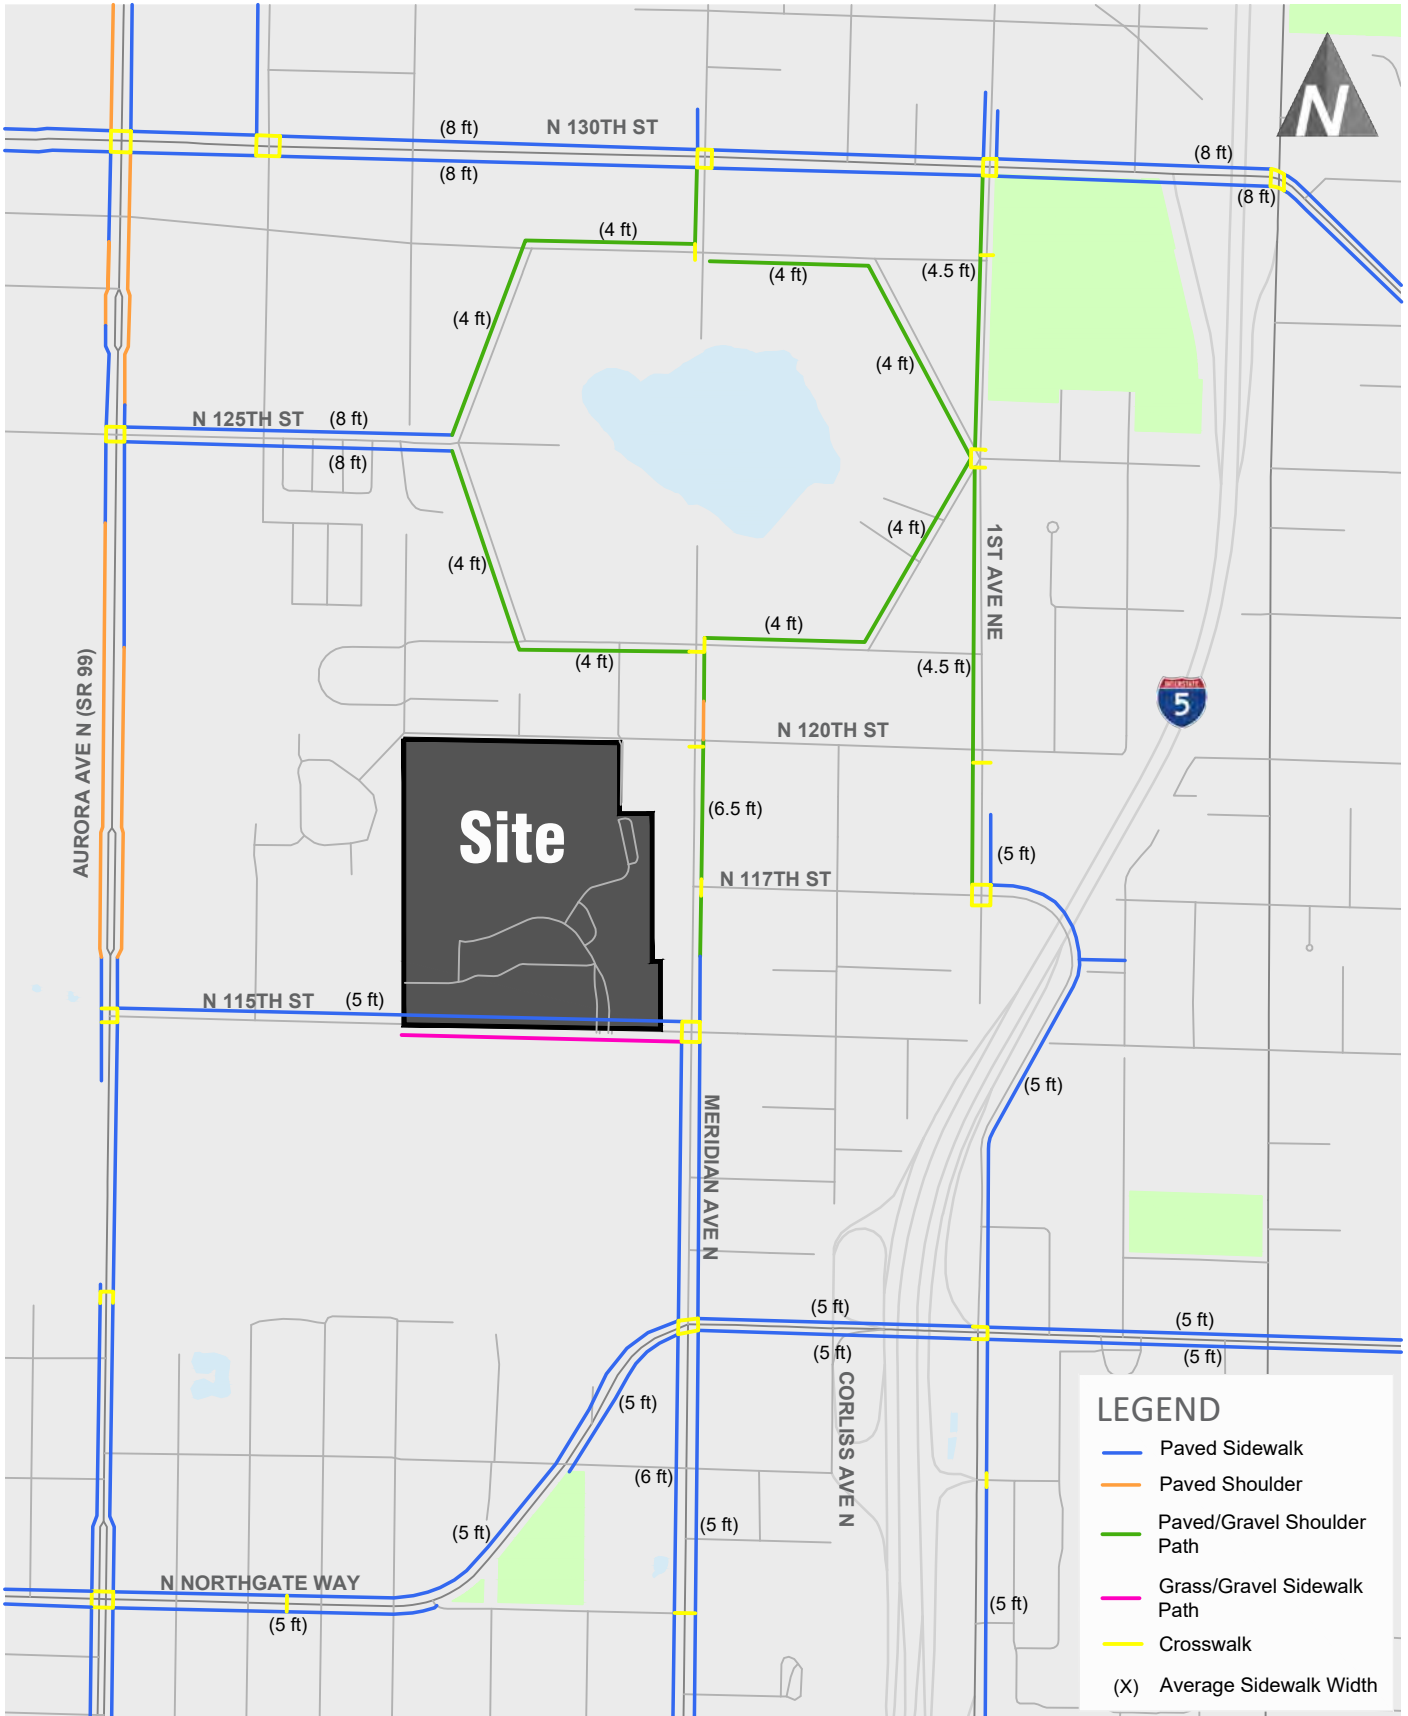 (8 ft)
N 130TH ST
(8 ft)
N
(8 ft)
(8 ft)
(4 ft)
(4 ft)
(4.5 ft)
(4 ft)
(4 ft)
N 125TH ST
(8 ft)
(8 ft)
(4 ft)
1ST AVE NE
(4 ft)
(4 ft)
(4 ft)
(4.5 ft)
AURORA AVE N (SR 99)
INTERSTATE
5
N 120TH ST
(6.5 ft)
Site
(5 ft)
N 117TH ST
N 115TH ST
(5 ft)
(5 ft)
MERIDIAN AVE N
(5 ft)
(5 ft)
(5 ft)
(5 ft)
(5 ft)
CORLISS AVE N
(6 ft)
(5 ft)
(5 ft)
N NORTHGATE WAY
(5 ft)
(5 ft)
LEGEND
Paved Sidewalk
Paved Shoulder
Paved/Gravel Shoulder
Path
Grass/Gravel Sidewalk
Path
Crosswalk
(X) Average Sidewalk Width